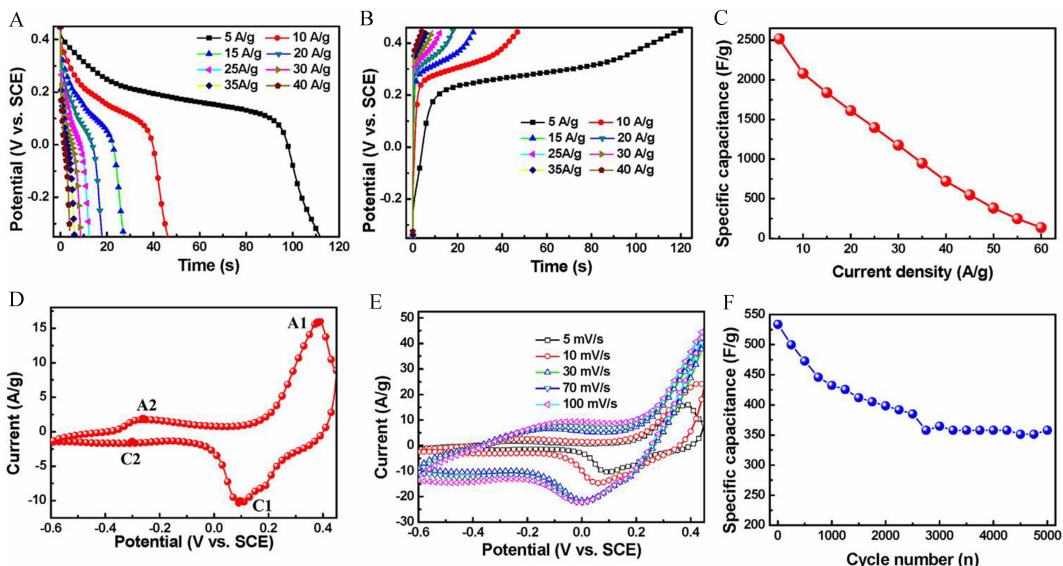 A
0.4
0.2
0.0
-0.2
Potential (V vs. SCE)
5 A/g 10 A/g
15 A/g 20 A/g
25A/g 30 A/g
35A/g 40 A/g
0 20 40 60 80 100 120
Time (s)
B
0.4
0.2
0.0
-0.2
Potential (V vs. SCE)
5 A/g 10 A/g
15 A/g 20 A/g
25A/g 30 A/g
35A/g 40 A/g
0 20 40 60 80 100 120
Time (s)
C
2500
2000
1500
1000
500
0
Specific capacitance (F/g)
10 20 30 40 50 60
Current density (A/g)
D
15
10
5
0
-5
-10
Current (A/g)
A1
A2
C2
C1
-0.6 -0.4 -0.2 0.0 0.2 0.4
Potential (V vs. SCE)
E
50
40
30
20
10
0
-10
-20
-30
Current (A/g)
5 mV/s
10 mV/s
30 mV/s
70 mV/s
100 mV/s
-0.6 -0.4 -0.2 0.0 0.2 0.4
Potential (V vs. SCE)
F
550
500
450
400
350
300
250
200
Specific capacitance (F/g)
0 1000 2000 3000 4000 5000
Cycle number (n)